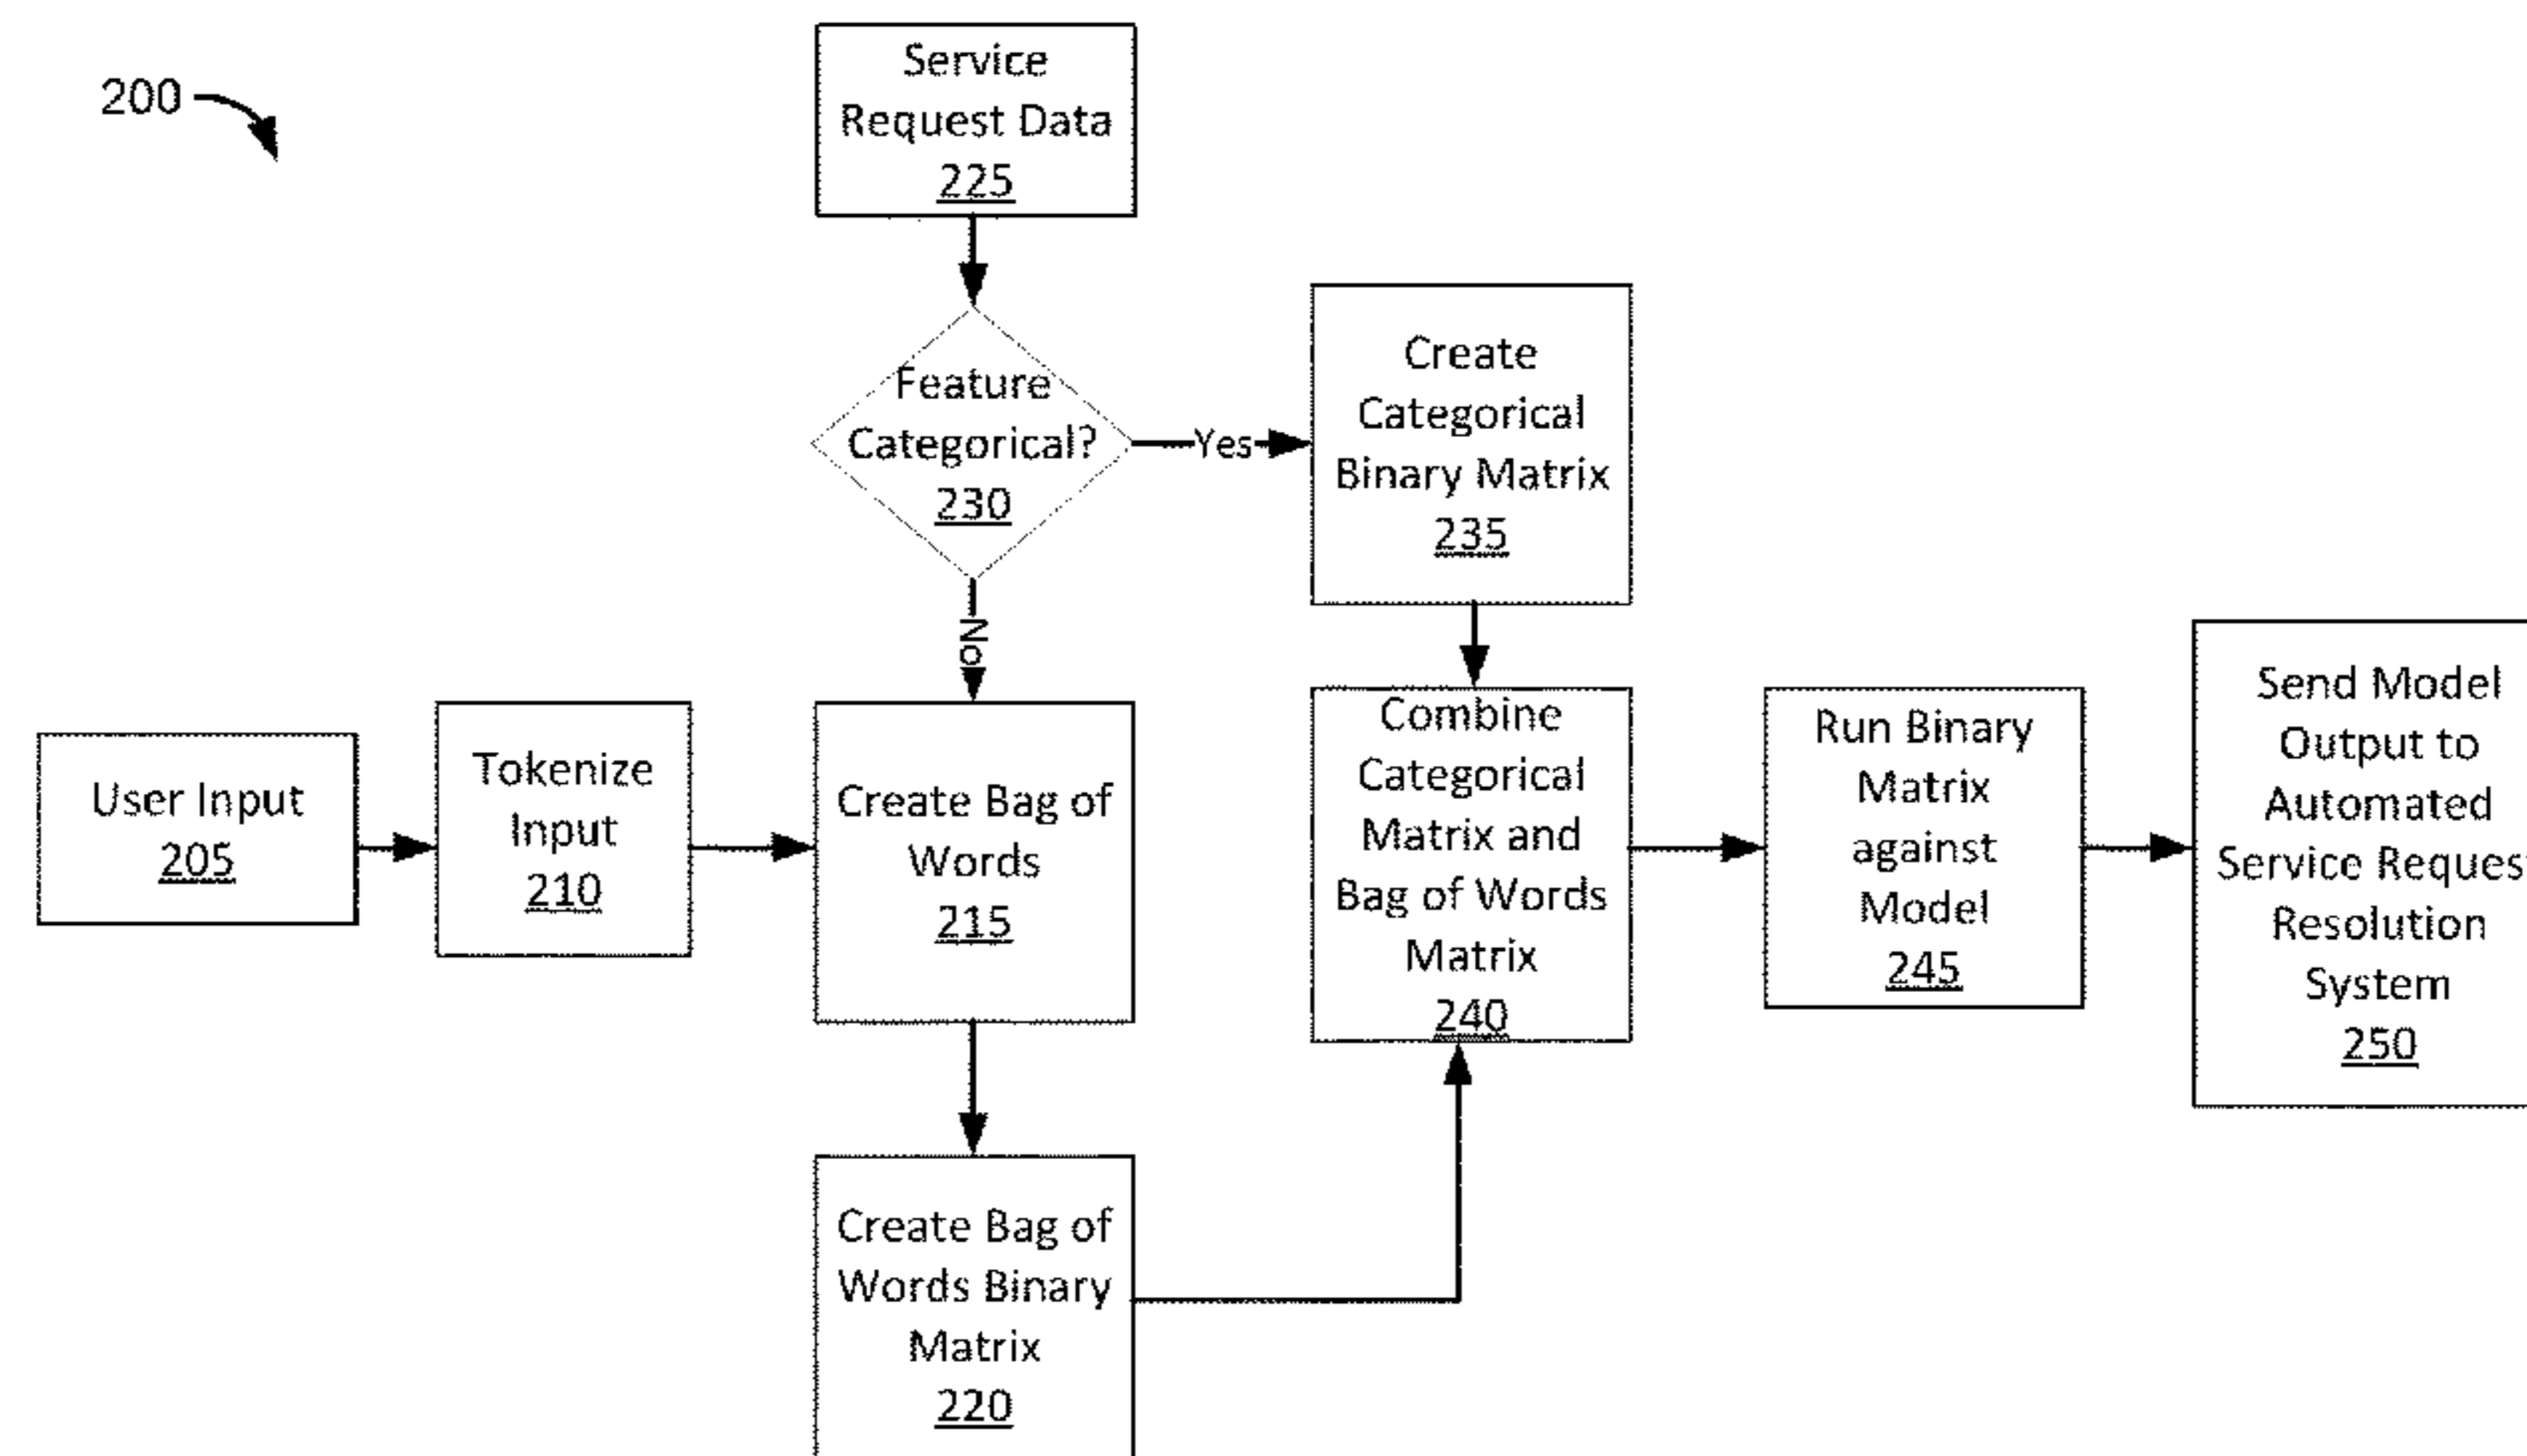 200
Service
Request Data
225
Feature
Categorical?
230
Yes
No
Create
Categorical
Binary Matrix
235
User Input
205
Tokenize
Input
210
Create Bag of
Words
215
Create Bag of
Words Binary
Matrix
220
Combine
Categorical
Matrix and
Bag of Words
Matrix
240
Run Binary
Matrix
against
Model
245
Send Model
Output to
Automated
Service Request
Resolution
System
250